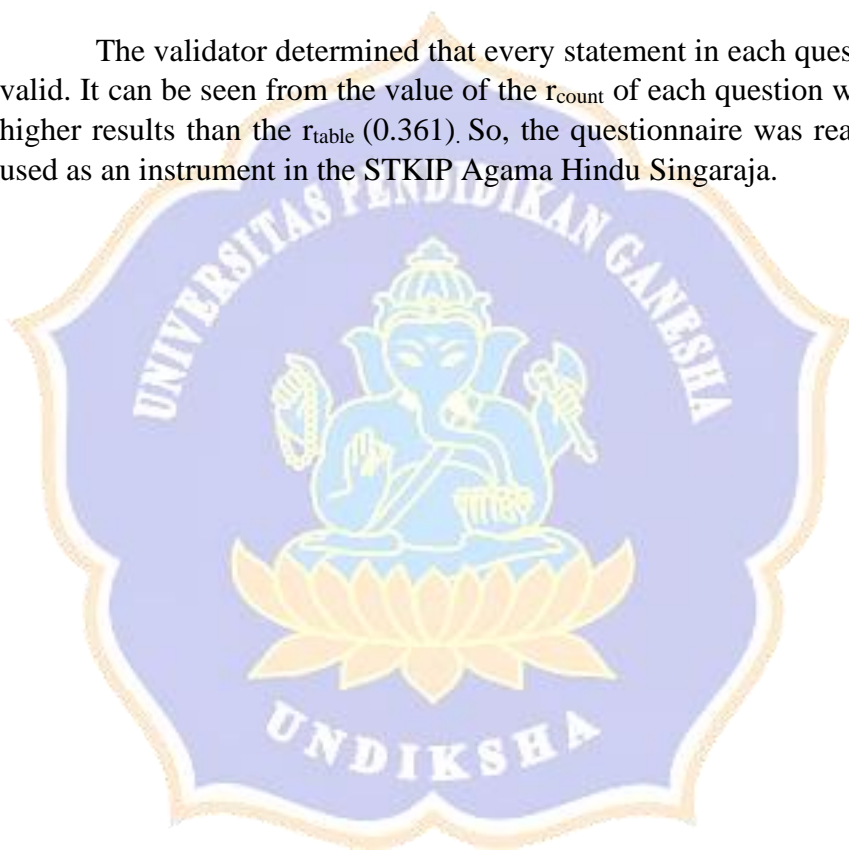 The validator determined that every statement in each ques
valid. It can be seen from the value of the rcount of each question w
higher results than the rtable (0.361). So, the questionnaire was rea
used as an instrument in the STKIP Agama Hindu Singaraja.
UNIVERSITAS PENDIDIKAN GANESHA
UNDIKSHA